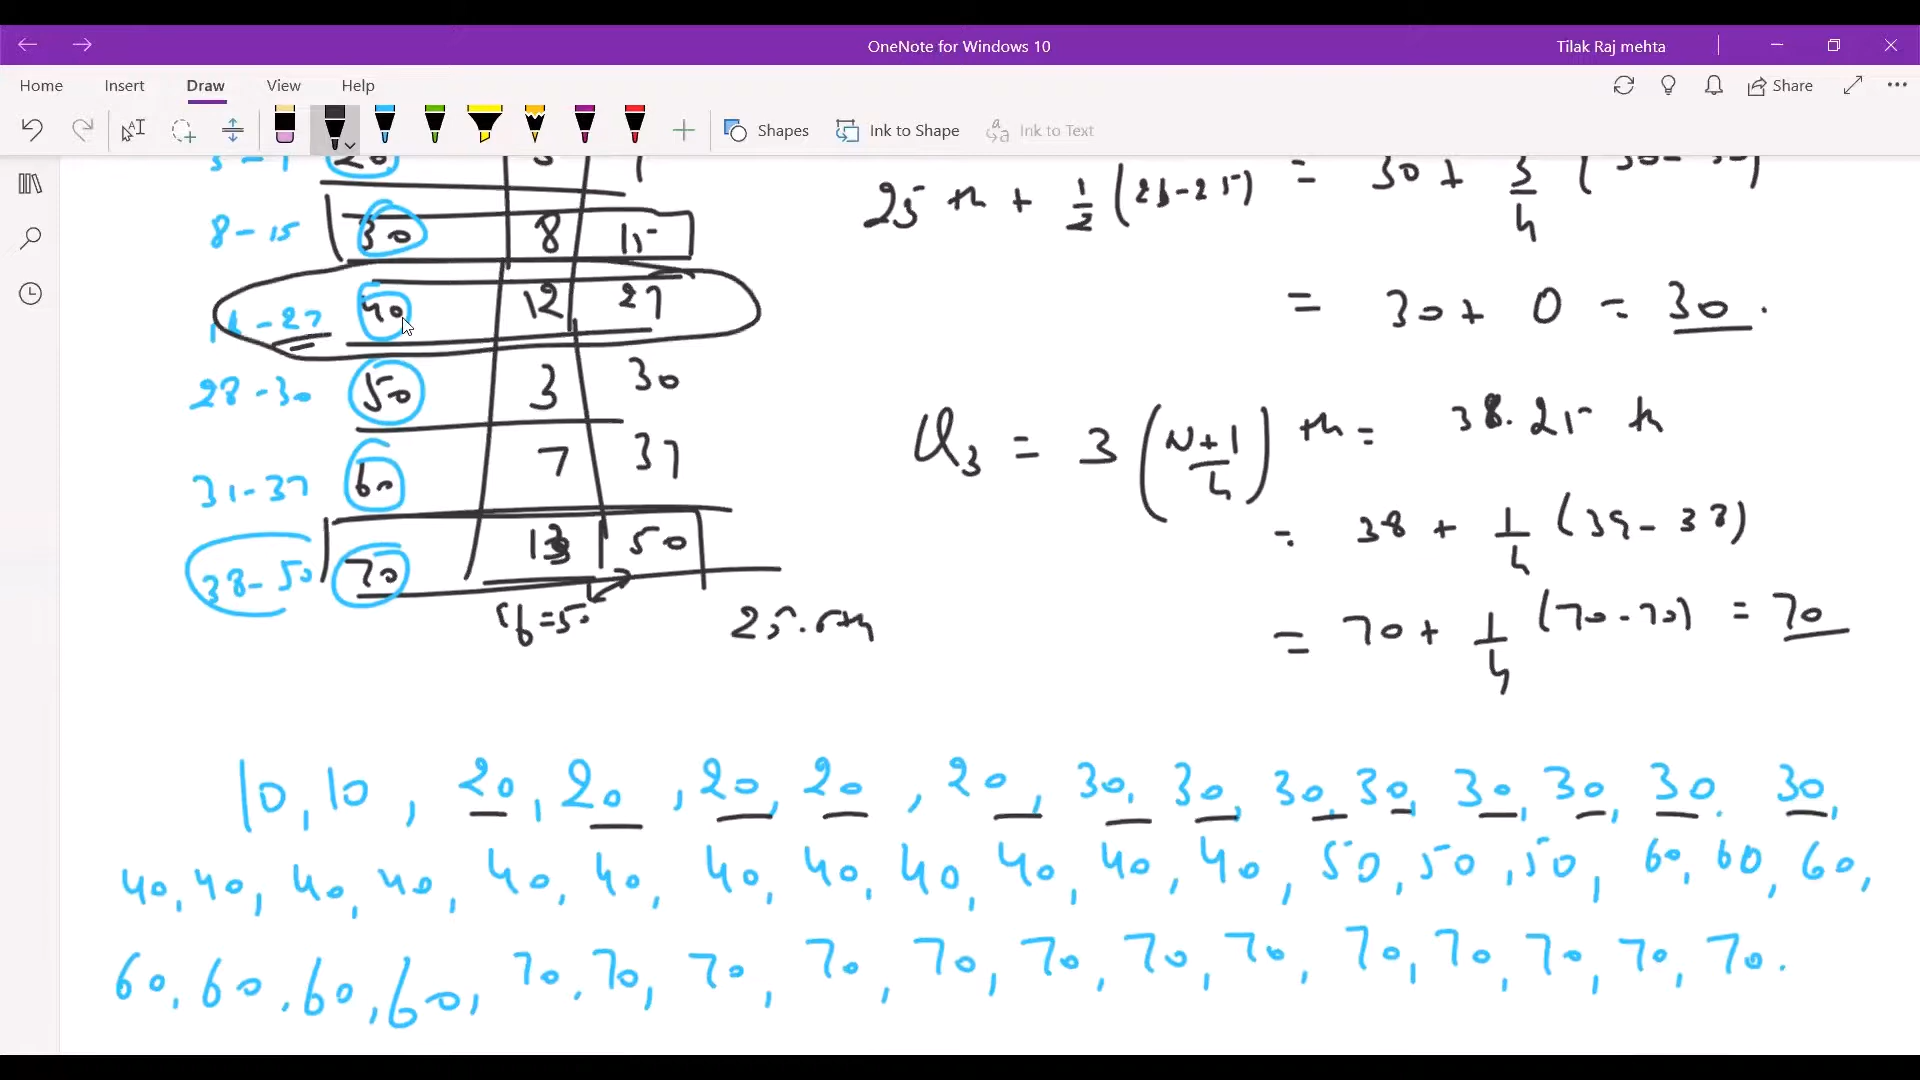 OneNote for Windows 10
Tilak Raj mehta
Home Insert Draw View Help
Share
Shapes Ink to Shape Ink to Text
20
8-15 30 8 15
40 12 27
28-30 50 3 30
31-37 60 7 37
38-50 70 13 50
25 th + 1/2 (26-25)
= 30 + 3/4
= 30 + 0 = 30.
Q3 = 3 (N+1/4) th = 38.25 th
= 38 + 1/4 (39-38)
= 70 + 1/4 (70-70) = 70
25.5th
10, 10, 20, 20, 20, 20, 20, 30, 30, 30, 30, 30, 30, 30. 30,
40, 40, 40, 40, 40, 40, 40, 40, 40, 40, 40, 40, 50, 50, 50, 60, 60, 60,
60, 60, 60, 60, 70, 70, 70, 70, 70, 70, 70, 70, 70, 70, 70, 70, 70.